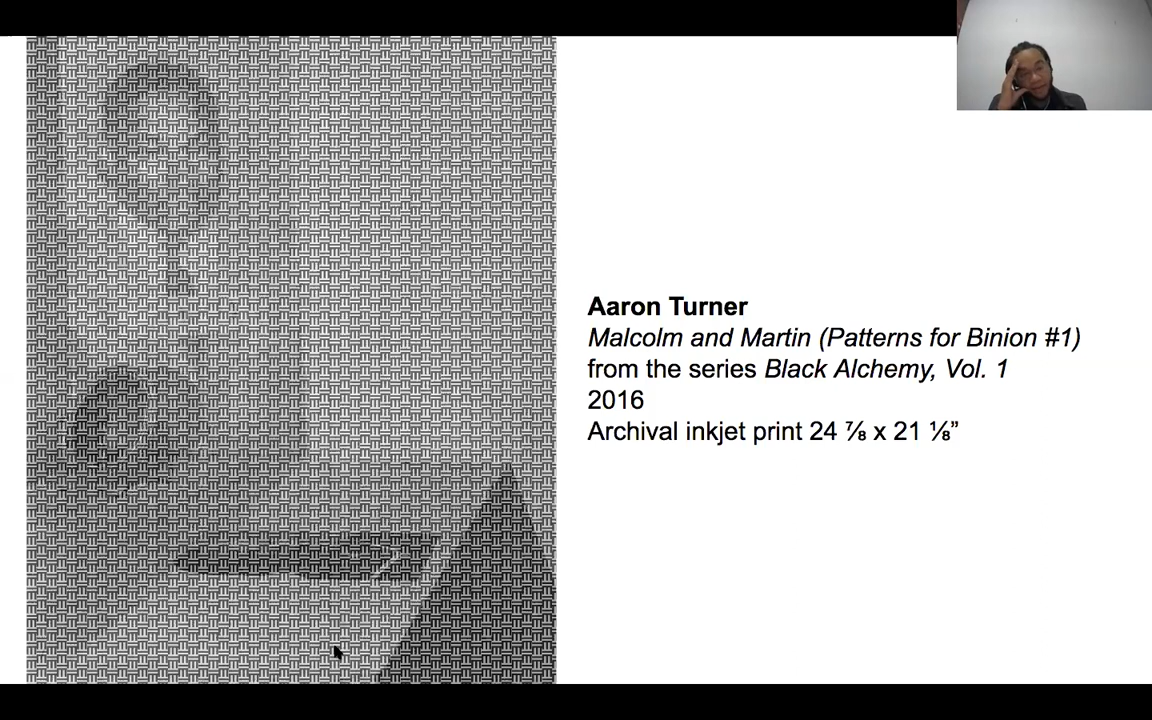 Aaron Turner
Malcolm and Martin (Patterns for Binion #1)
from the series Black Alchemy, Vol. 1
2016
Archival inkjet print 24 ⅞ x 21 ⅛”